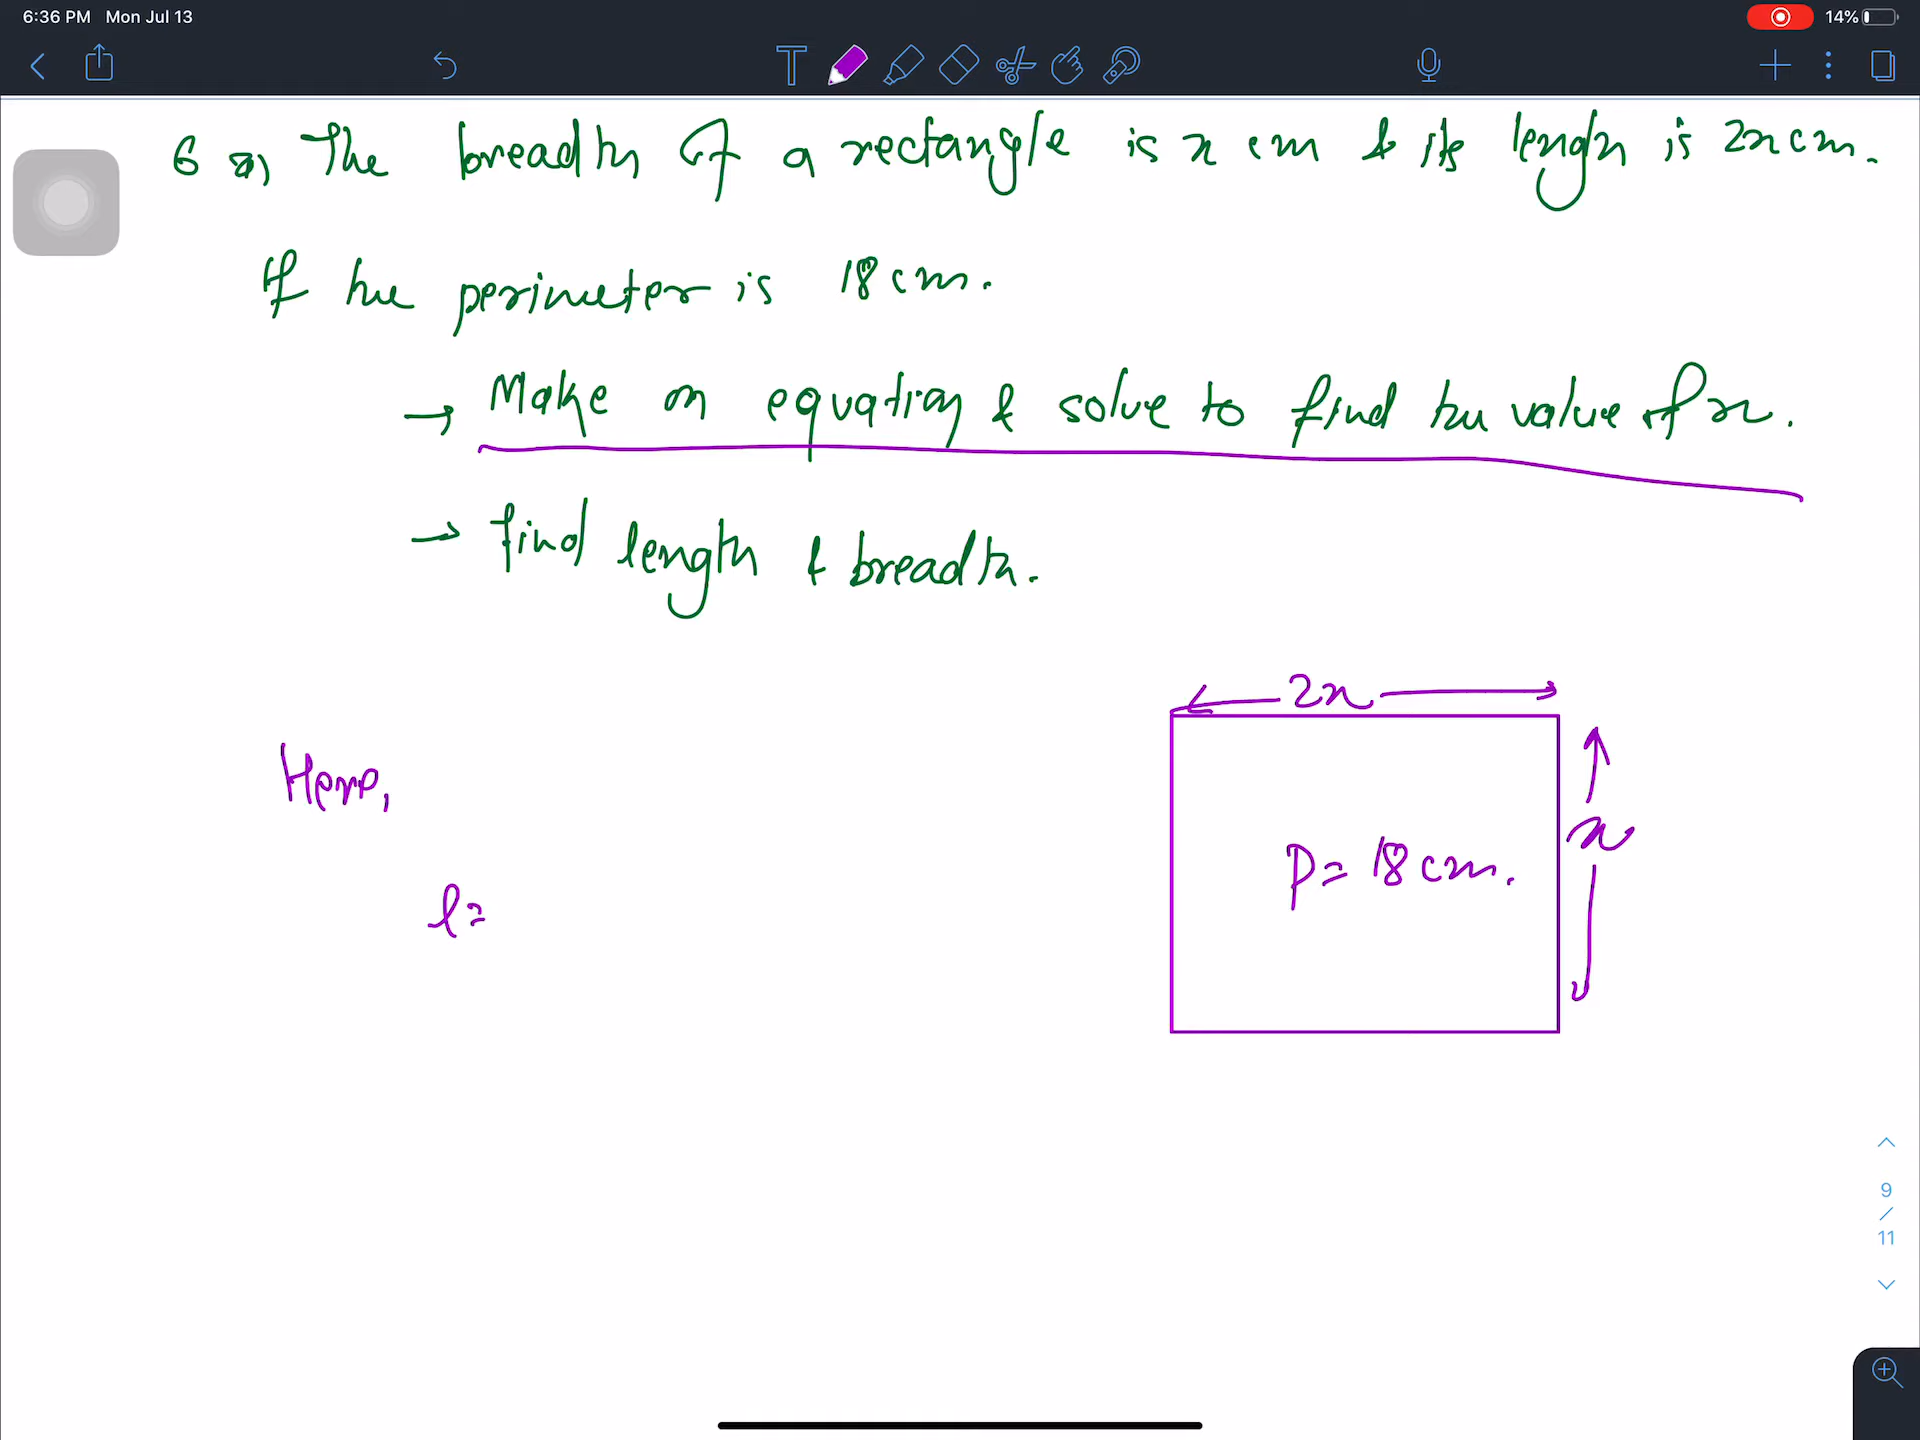 6:36 PM Mon Jul 13
14%
T
6 a) The breadth of a rectangle is x cm & its length is 2x cm.
If the perimeter is 18 cm.
→ Make an equation & solve to find the value of x.
→ find length & breadth.
2x
Here,
x
P = 18 cm.
l =
9
/
11